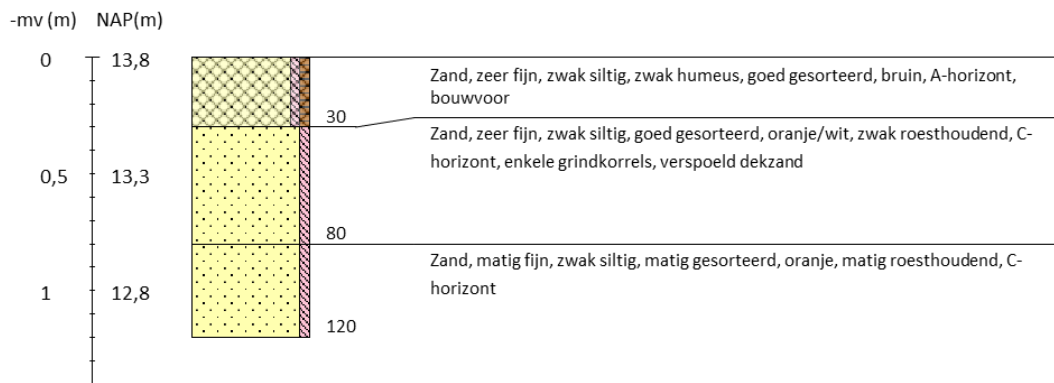 -mv (m) NAP(m)
0 13,8
Zand, zeer fijn, zwak siltig, zwak humeus, goed gesorteerd, bruin, A-horizont,
bouwvoor
30
Zand, zeer fijn, zwak siltig, goed gesorteerd, oranje/wit, zwak roesthoudend, C-
horizont, enkele grindkorrels, verspoeld dekzand
0,5 13,3
80
Zand, matig fijn, zwak siltig, matig gesorteerd, oranje, matig roesthoudend, C-
horizont
1 12,8
120